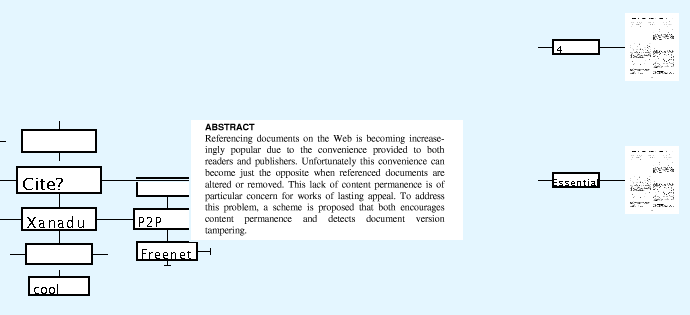 4
ABSTRACT
Referencing documents on the Web is becoming increase-
ingly popular due to the convenience provided to both
readers and publishers. Unfortunately this convenience can
become just the opposite when referenced documents are
altered or removed. This lack of content permanence is of
particular concern for works of lasting appeal. To address
this problem, a scheme is proposed that both encourages
content permanence and detects document version
tampering.
Cite?
Xanadu
cool
P2P
Freenet
Essential